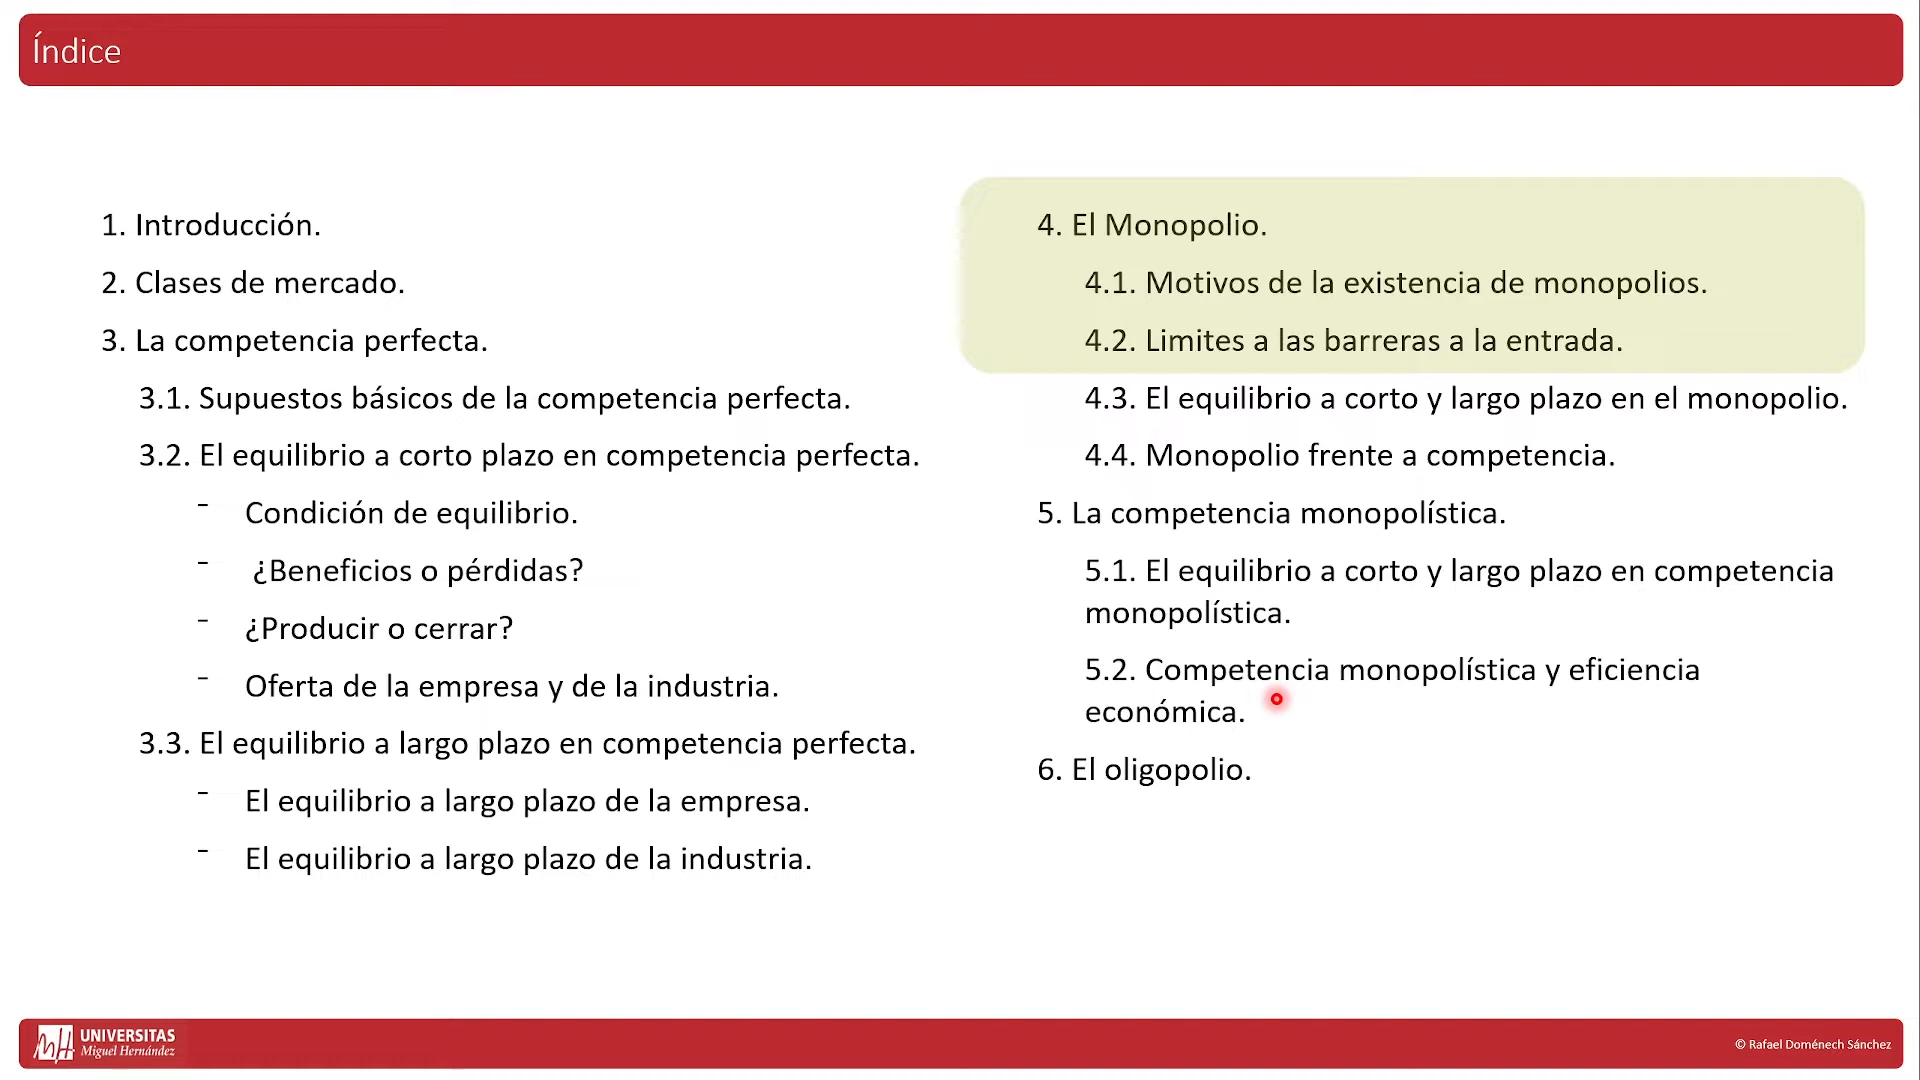 Índice
1. Introducción.
2. Clases de mercado.
3. La competencia perfecta.
3.1. Supuestos básicos de la competencia perfecta.
3.2. El equilibrio a corto plazo en competencia perfecta.
- Condición de equilibrio.
- ¿Beneficios o pérdidas?
- ¿Producir o cerrar?
- Oferta de la empresa y de la industria.
3.3. El equilibrio a largo plazo en competencia perfecta.
- El equilibrio a largo plazo de la empresa.
- El equilibrio a largo plazo de la industria.
4. El Monopolio.
4.1. Motivos de la existencia de monopolios.
4.2. Limites a las barreras a la entrada.
4.3. El equilibrio a corto y largo plazo en el monopolio.
4.4. Monopolio frente a competencia.
5. La competencia monopolística.
5.1. El equilibrio a corto y largo plazo en competencia
monopolística.
5.2. Competencia monopolística y eficiencia
económica.
6. El oligopolio.
UNIVERSITAS
Miguel Hernández
© Rafael Doménech Sánchez